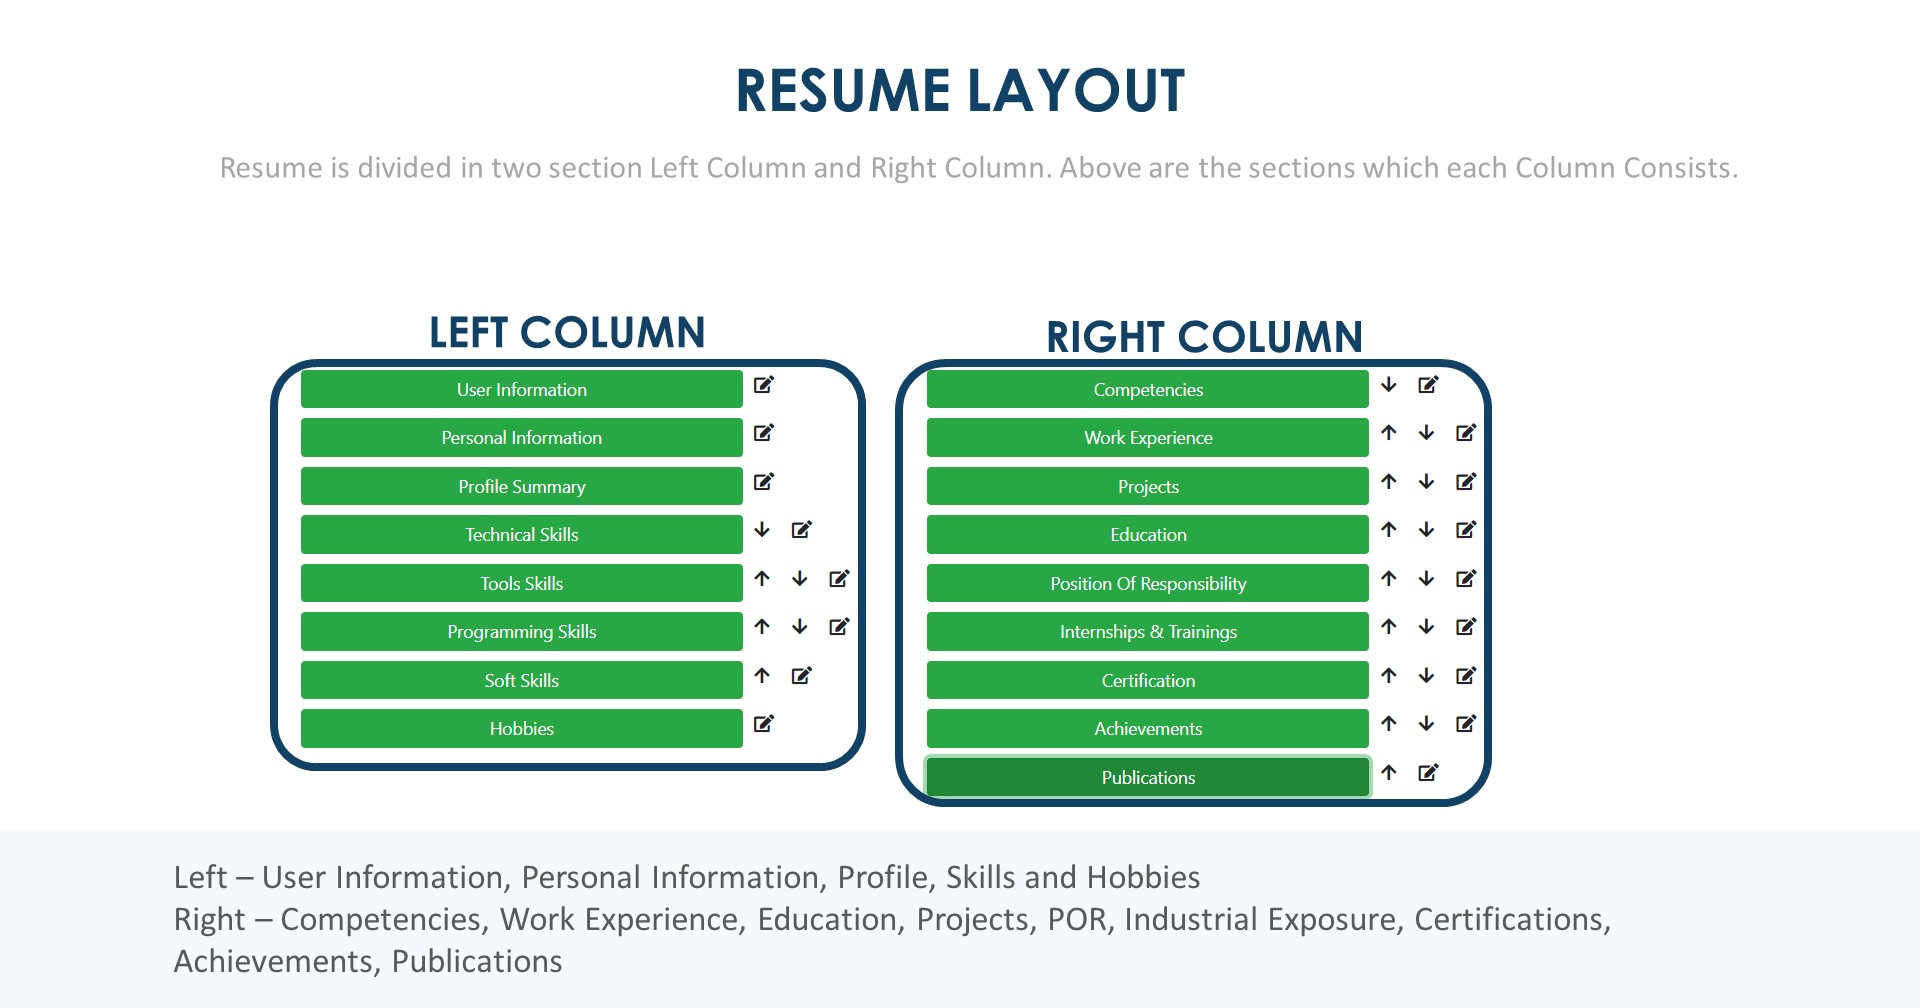 RESUME LAYOUT
Resume is divided in two section Left Column and Right Column. Above are the sections which each Column Consists.
LEFT COLUMN
User Information
Personal Information
Profile Summary
Technical Skills
Tools Skills
Programming Skills
Soft Skills
Hobbies
RIGHT COLUMN
Competencies
Work Experience
Projects
Education
Position Of Responsibility
Internships & Trainings
Certification
Achievements
Publications
Left – User Information, Personal Information, Profile, Skills and Hobbies
Right – Competencies, Work Experience, Education, Projects, POR, Industrial Exposure, Certifications,
Achievements, Publications